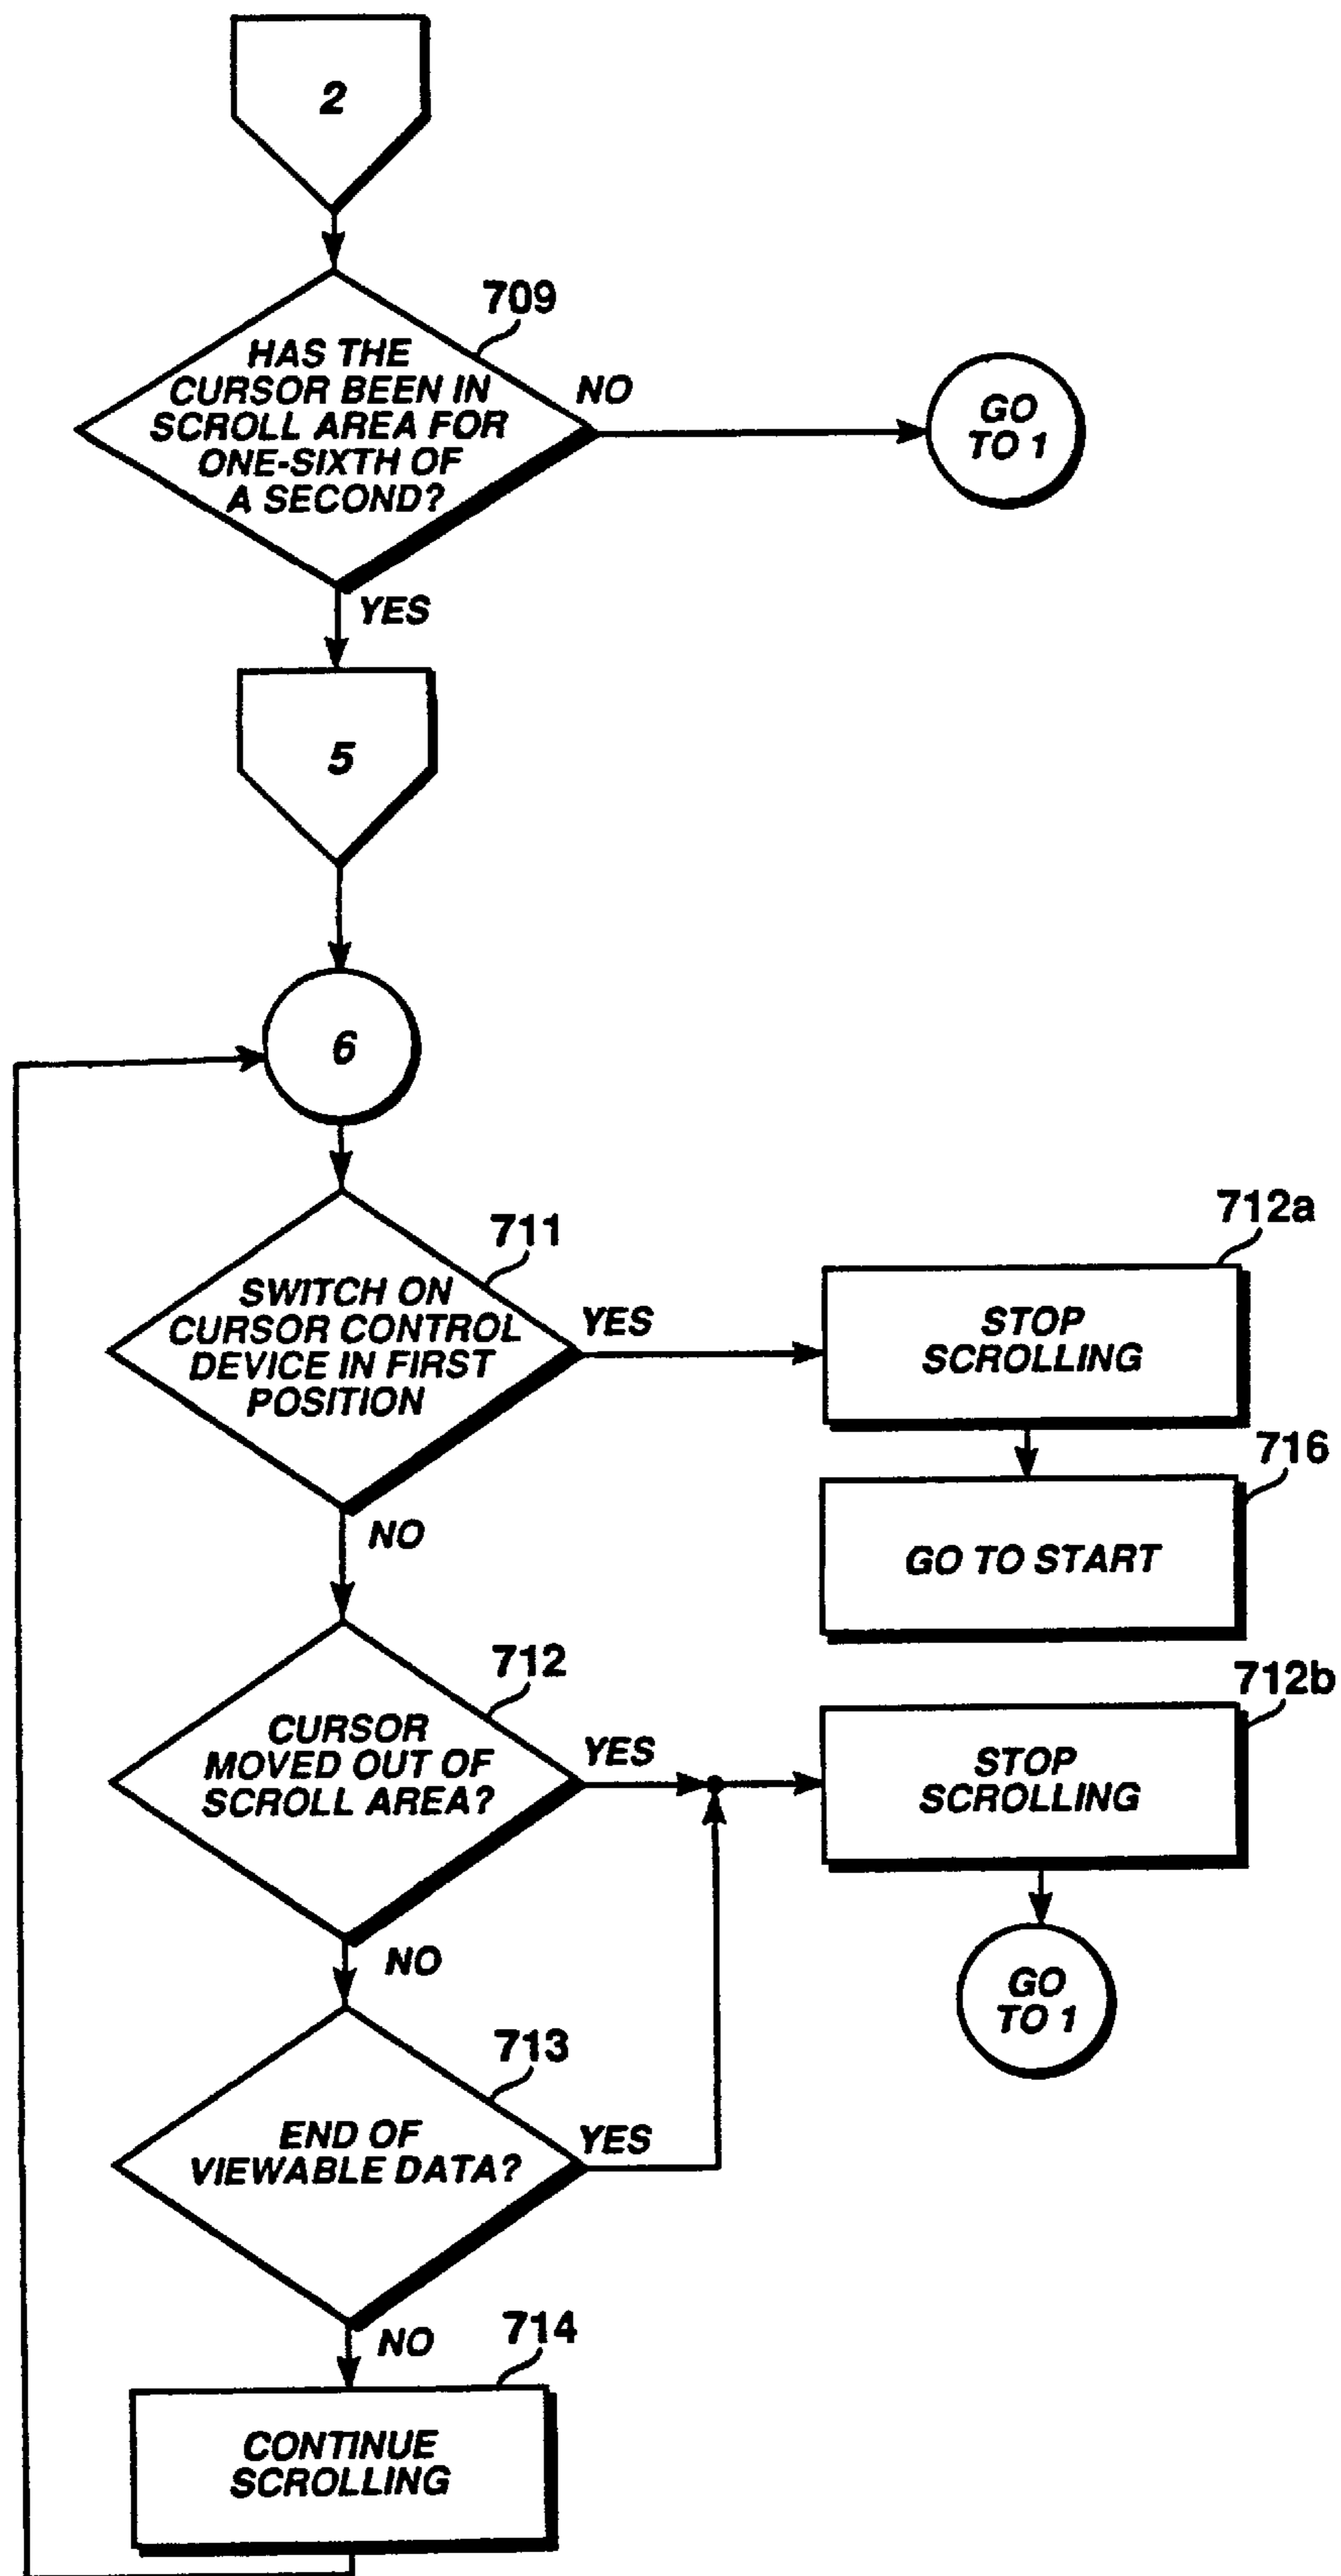 2
709
HAS THE
CURSOR BEEN IN
SCROLL AREA FOR
ONE-SIXTH OF
A SECOND?
NO
GO
TO 1
YES
5
6
711
SWITCH ON
CURSOR CONTROL
DEVICE IN FIRST
POSITION
YES
712a
STOP
SCROLLING
716
GO TO START
NO
712
CURSOR
MOVED OUT OF
SCROLL AREA?
YES
712b
STOP
SCROLLING
GO
TO 1
NO
713
END OF
VIEWABLE DATA?
YES
NO
714
CONTINUE
SCROLLING